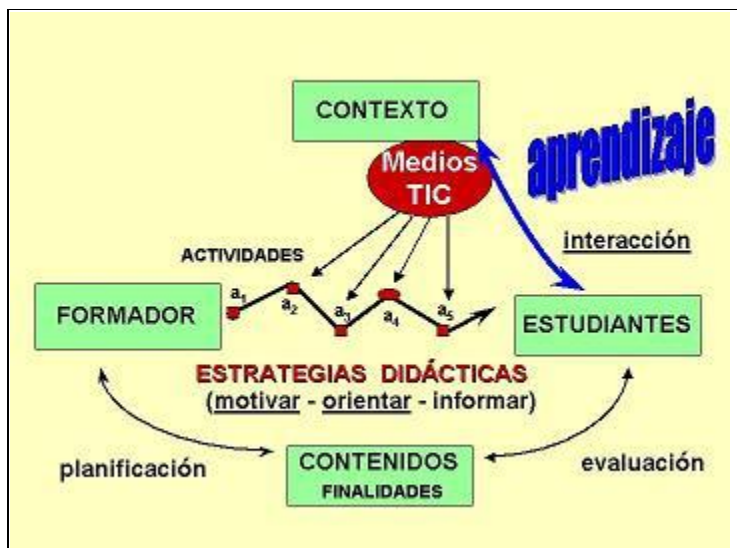 CONTEXTO
aprendizaje
Medios
TIC
interacción
ACTIVIDADES
a1
a2
a3
a4
a5
FORMADOR
ESTUDIANTES
ESTRATEGIAS DIDÁCTICAS
(motivar - orientar - informar)
planificación
CONTENIDOS
FINALIDADES
evaluación